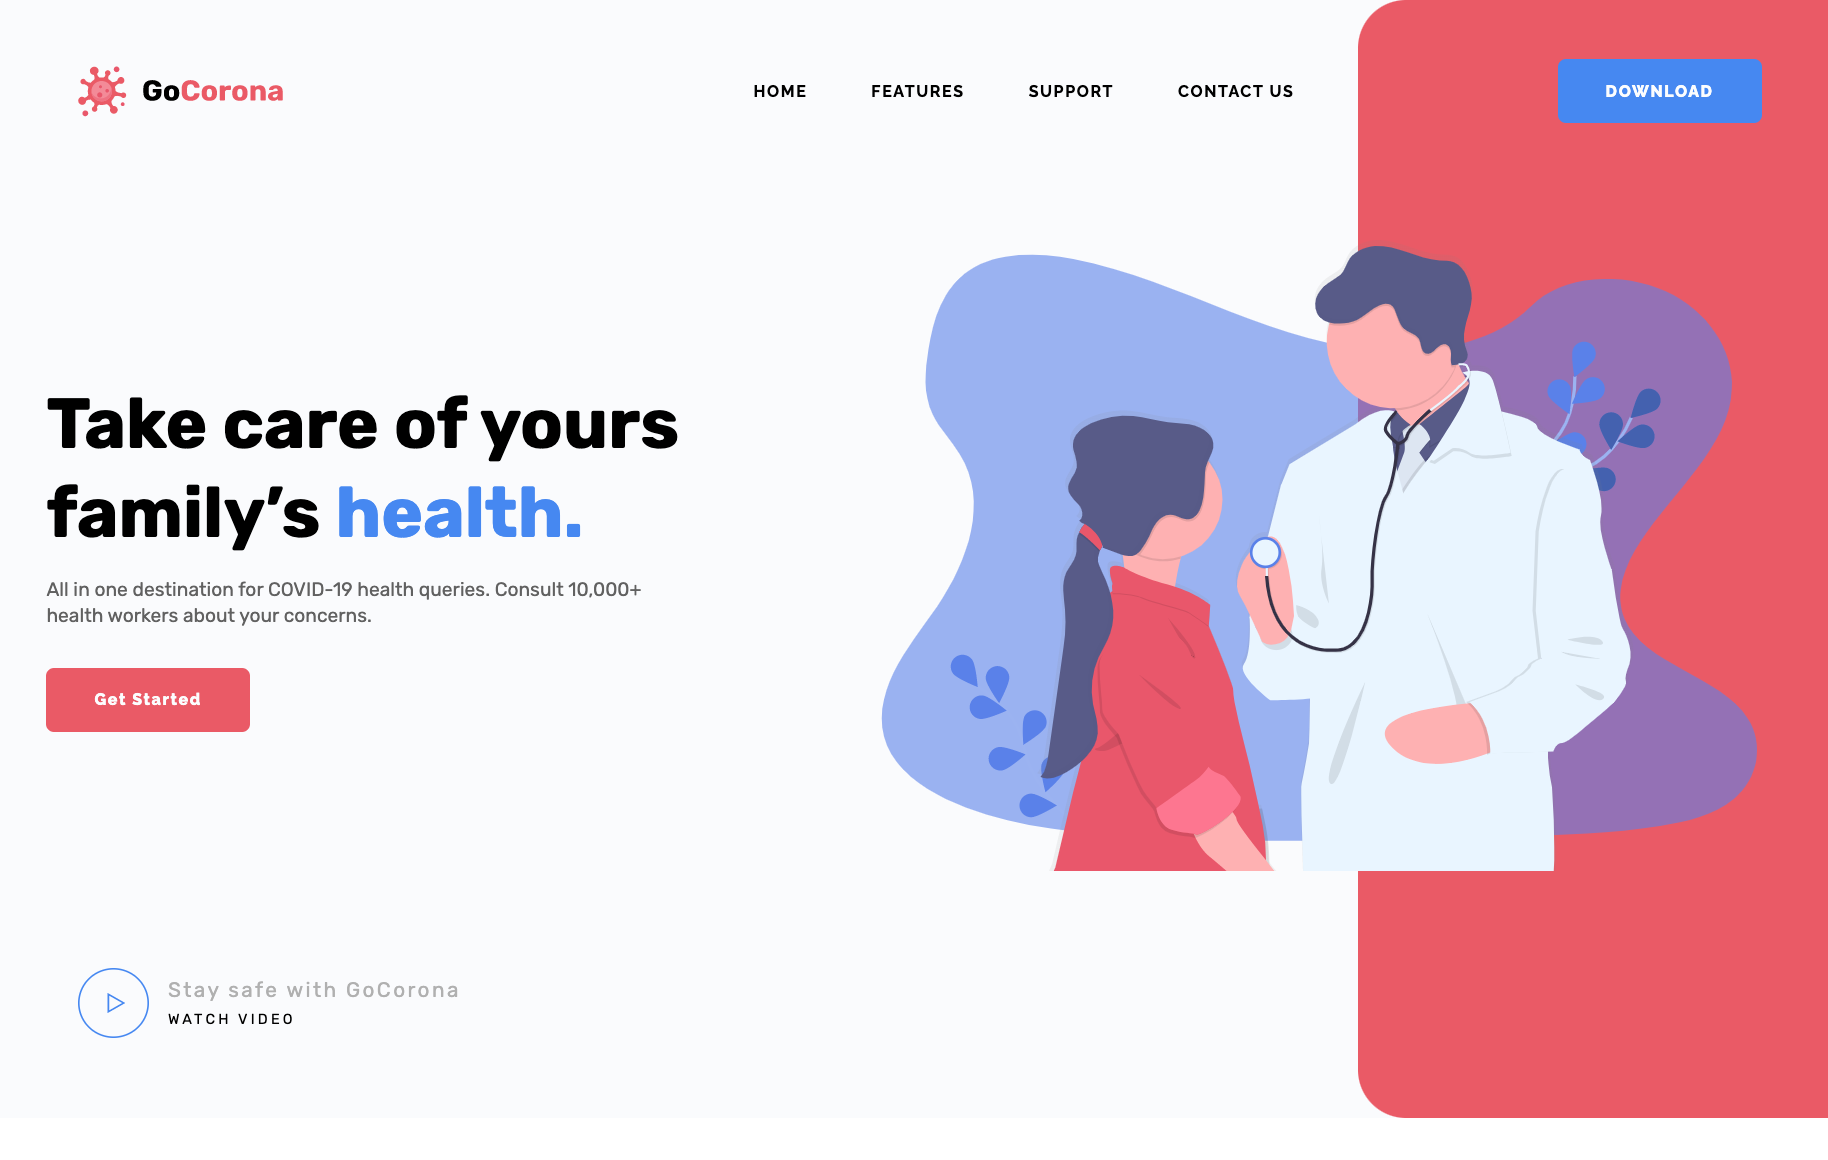 GoCorona
HOME FEATURES SUPPORT CONTACT US DOWNLOAD
Take care of yours
family’s health.
All in one destination for COVID-19 health queries. Consult 10,000+
health workers about your concerns.
Get Started
Stay safe with GoCorona
WATCH VIDEO